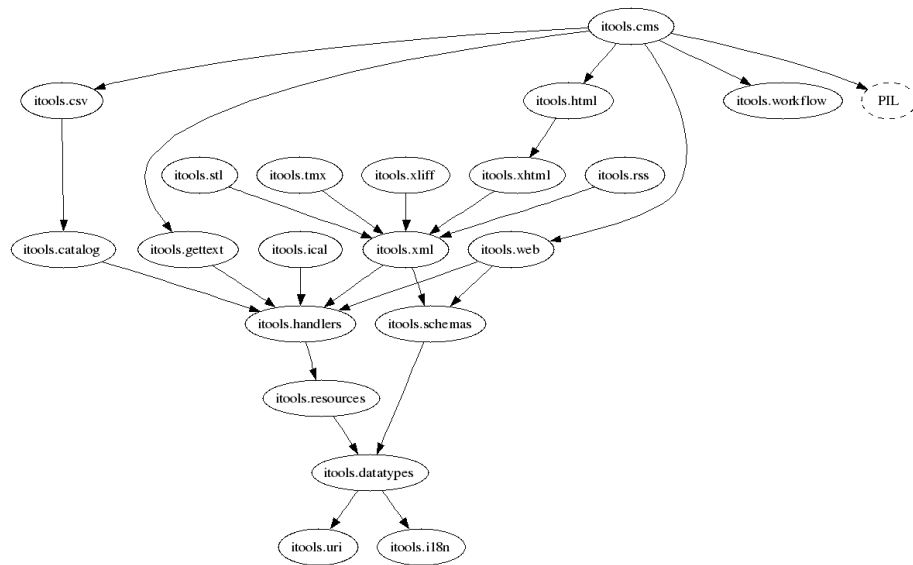 itools.cms
itools.csv
itools.html
itools.workflow
PIL
itools.stl
itools.tmx
itools.xliff
itools.xhtml
itools.rss
itools.catalog
itools.gettext
itools.ical
itools.xml
itools.web
itools.handlers
itools.schemas
itools.resources
itools.datatypes
itools.uri
itools.i18n